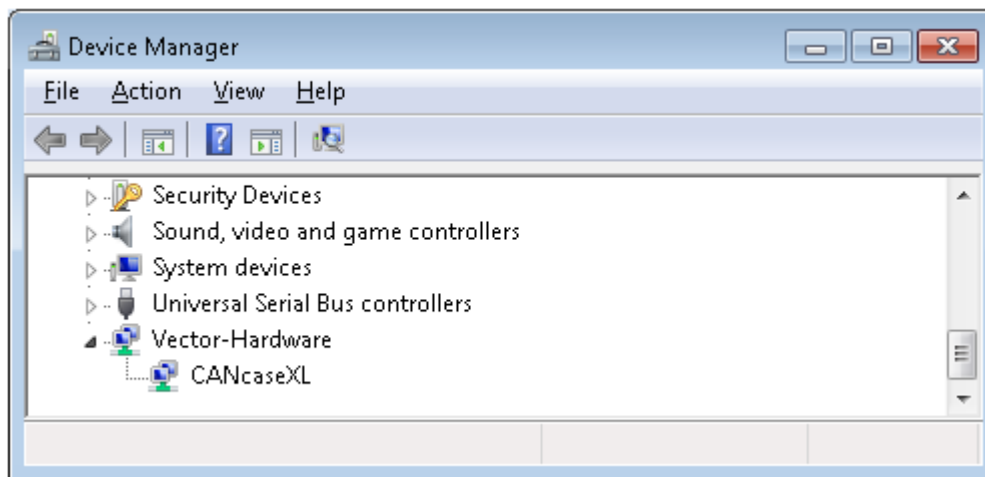 Device Manager
File Action View Help
?
Security Devices
Sound, video and game controllers
System devices
Universal Serial Bus controllers
Vector-Hardware
CANcaseXL